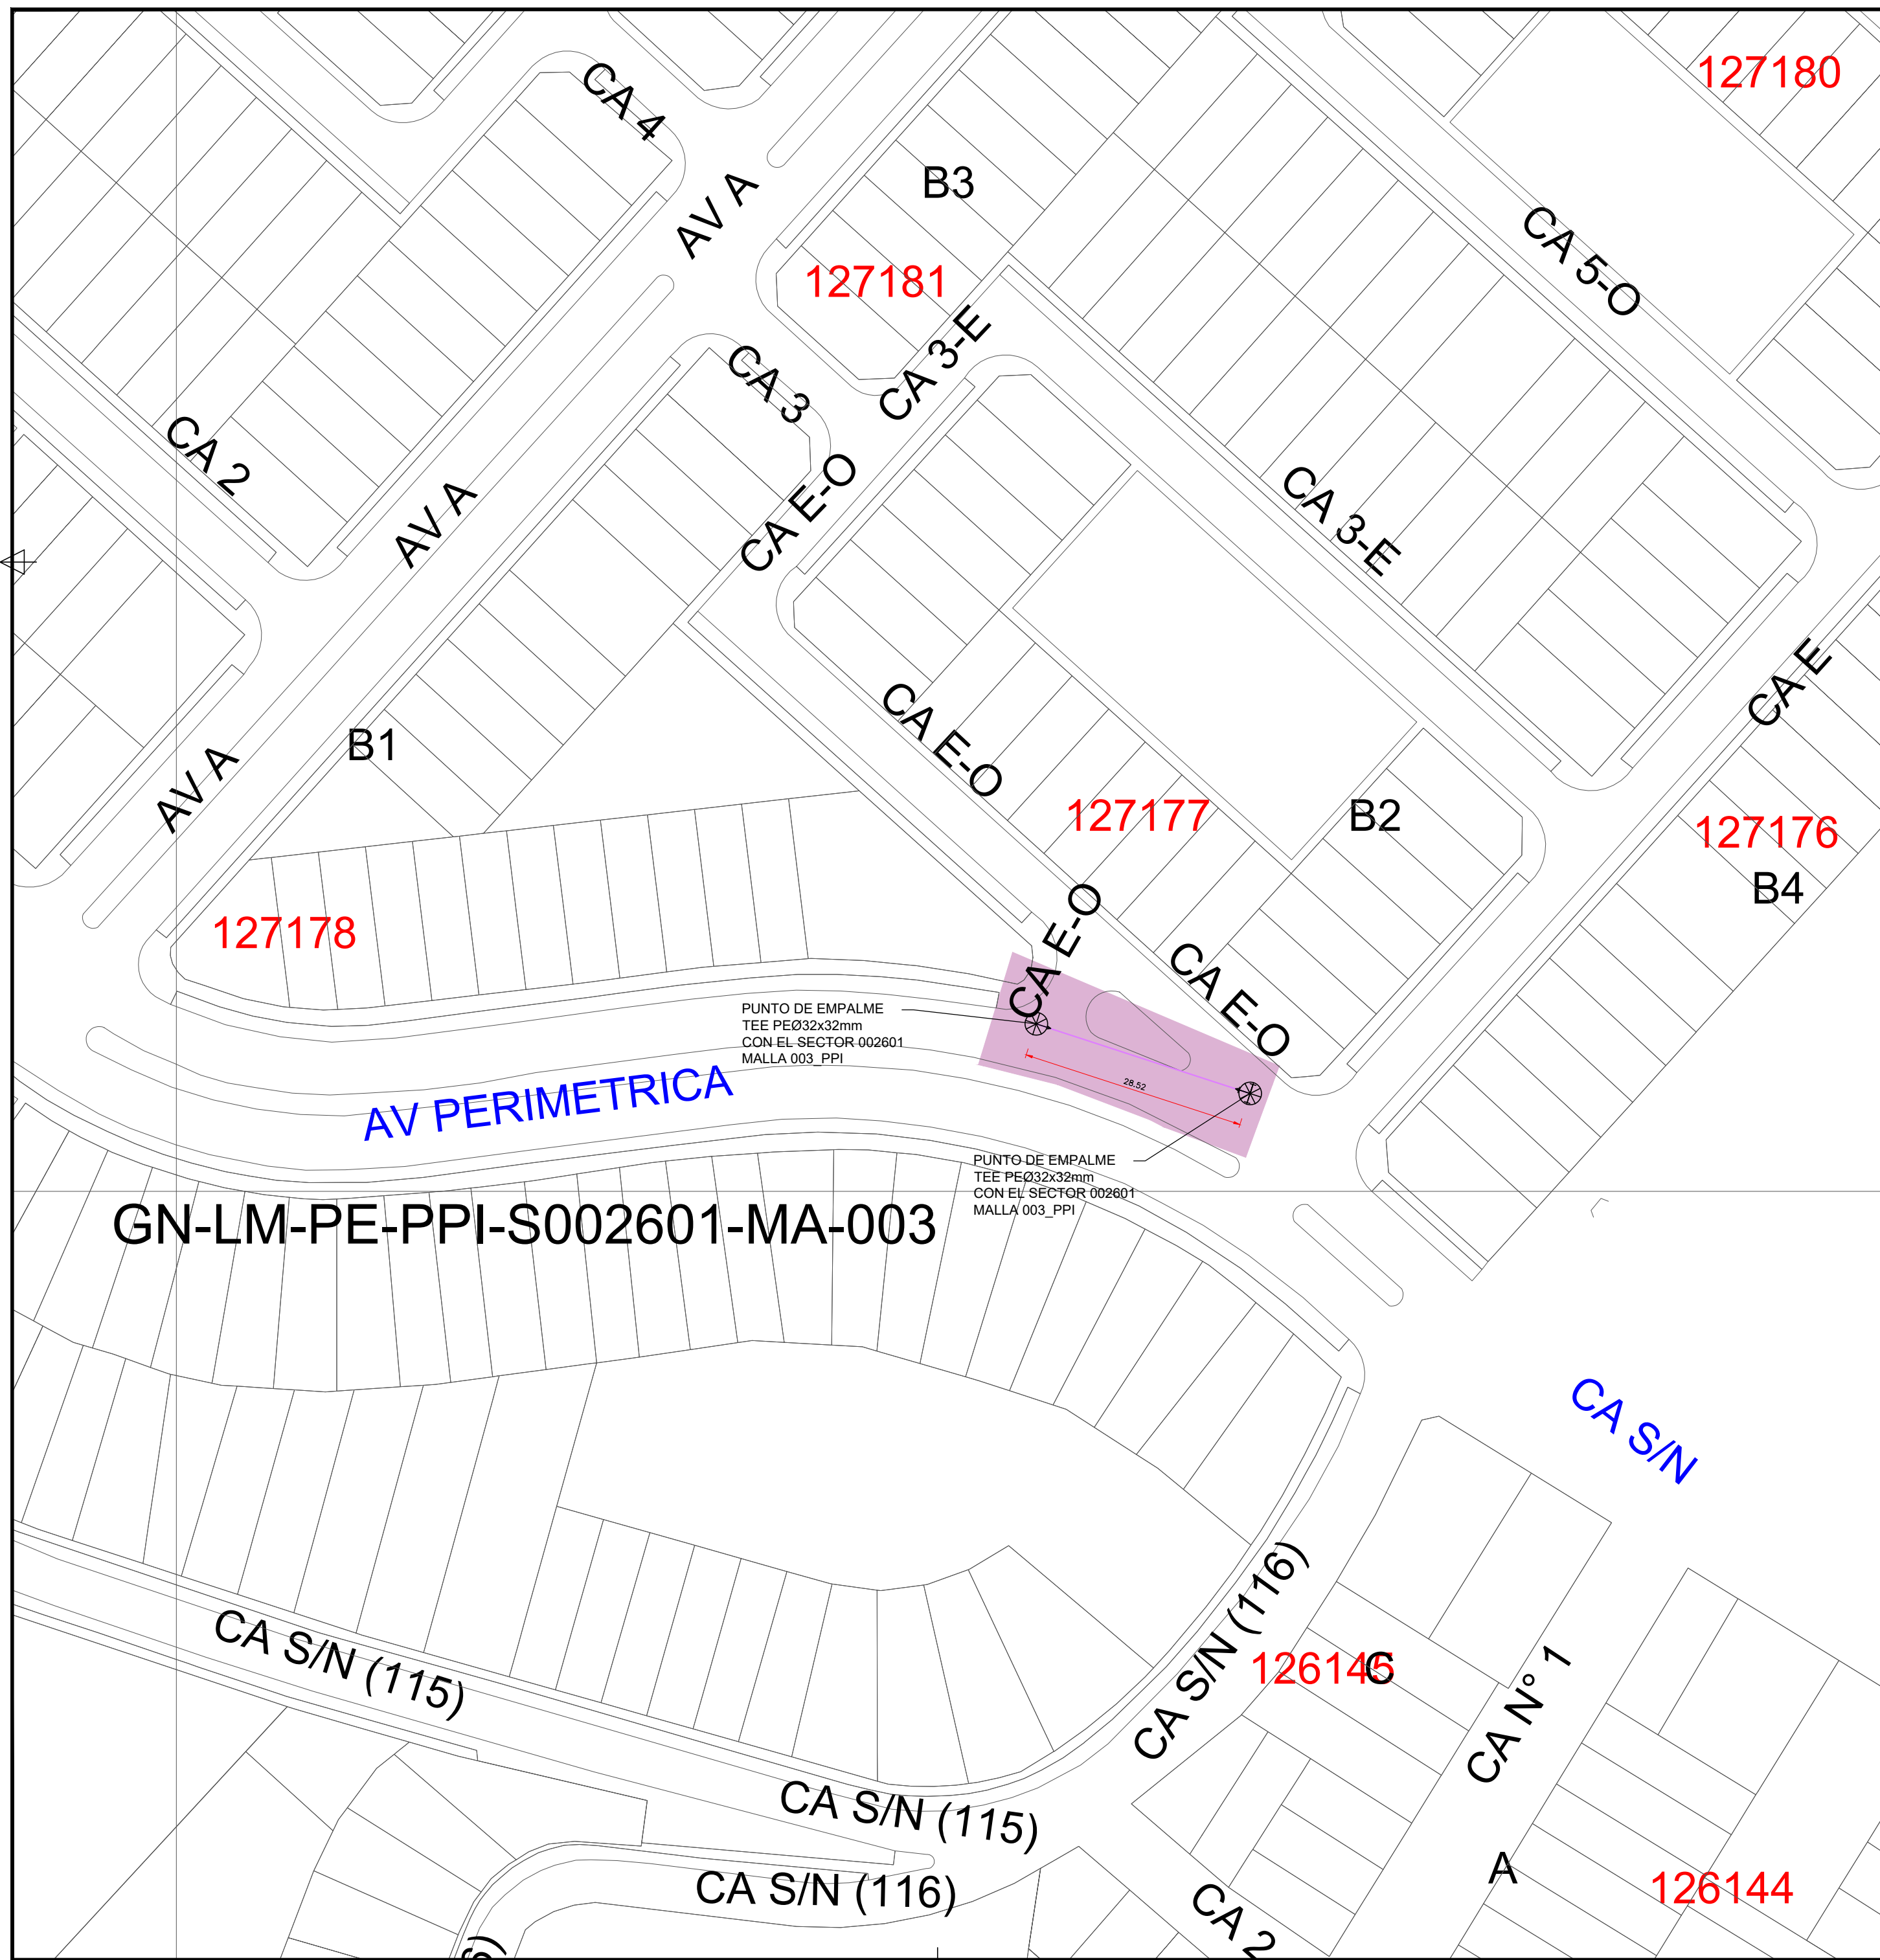 127180
CA 4
B3
AV A
CA 5-O
127181
CA 3-E
CA 3
CA 2
CA E-O
AV A
CA 3-E
CA E
CA E-O
B1
AV A
127177
B2
127176
B4
127178
CA E-O
CA E-O
PUNTO DE EMPALME
TEE PEØ32x32mm
CON EL SECTOR 002601
MALLA 003_PPI
28.52
AV PERIMETRICA
PUNTO DE EMPALME
TEE PEØ32x32mm
CON EL SECTOR 002601
MALLA 003_PPI
GN-LM-PE-PPI-S002601-MA-003
CA S/N
CA S/N (116)
CA S/N (115)
126145
C
CA N° 1
CA S/N (115)
A
CA S/N (116)
126144
CA 2